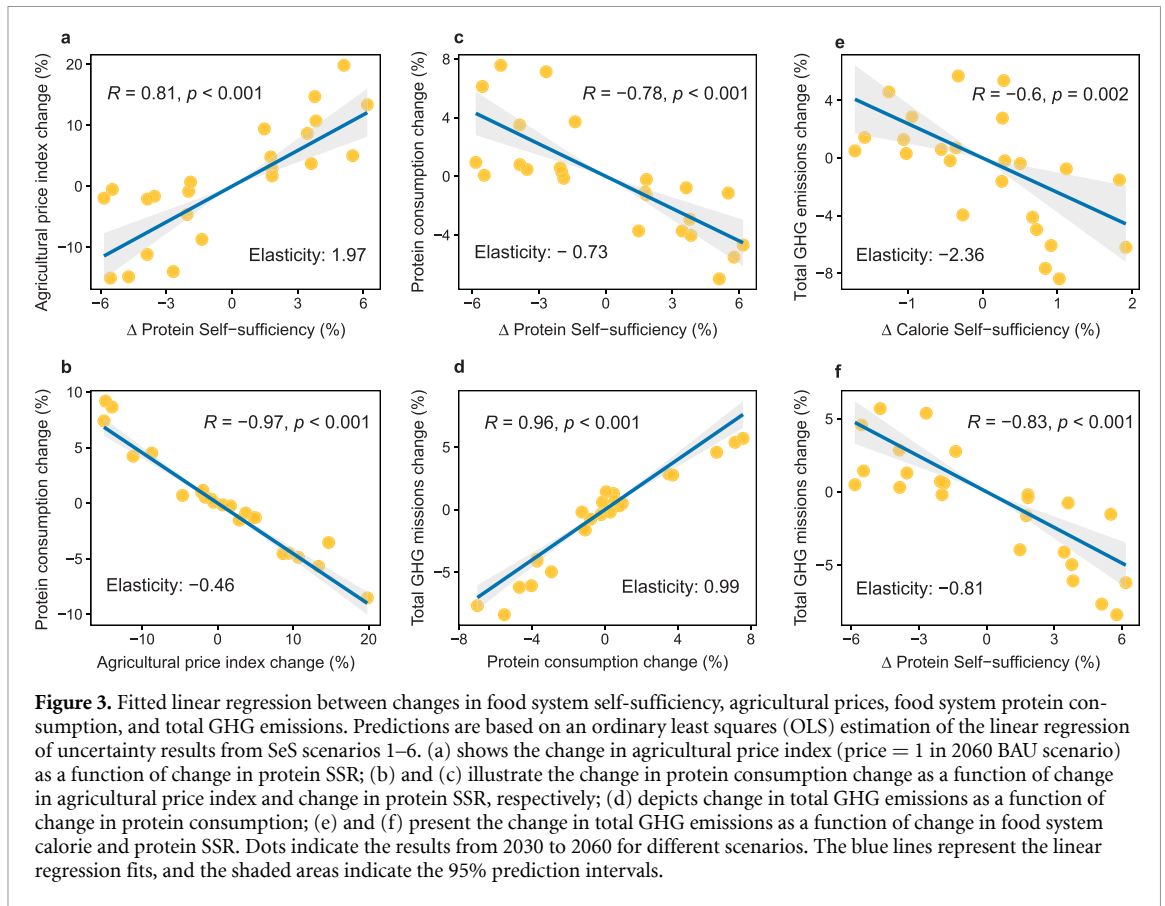 a
Agricultural price index change (%)
20
10
0
−10
R = 0.81, p < 0.001
Elasticity: 1.97
−6 −3 0 3 6
Δ Protein Self−sufficiency (%)
c
Protein consumption change (%)
8
4
0
−4
R = −0.78, p < 0.001
Elasticity: − 0.73
−6 −3 0 3 6
Δ Protein Self−sufficiency (%)
e
Total GHG emissions change (%)
4
0
−4
−8
R = −0.6, p = 0.002
Elasticity: −2.36
−1 0 1 2
Δ Calorie Self−sufficiency (%)
b
Protein consumption change (%)
10
5
0
−5
−10
R = −0.97, p < 0.001
Elasticity: −0.46
−10 0 10 20
Agricultural price index change (%)
d
Total GHG missions change (%)
5
0
−5
R = 0.96, p < 0.001
Elasticity: 0.99
−8 −4 0 4 8
Protein consumption change (%)
f
Total GHG missions change (%)
5
0
−5
R = −0.83, p < 0.001
Elasticity: −0.81
−6 −3 0 3 6
Δ Protein Self−sufficiency (%)
Figure 3. Fitted linear regression between changes in food system self-sufficiency, agricultural prices, food system protein con-
sumption, and total GHG emissions. Predictions are based on an ordinary least squares (OLS) estimation of the linear regression
of uncertainty results from SeS scenarios 1–6. (a) shows the change in agricultural price index (price = 1 in 2060 BAU scenario)
as a function of change in protein SSR; (b) and (c) illustrate the change in protein consumption change as a function of change
in agricultural price index and change in protein SSR, respectively; (d) depicts change in total GHG emissions as a function of
change in protein consumption; (e) and (f) present the change in total GHG emissions as a function of change in food system
calorie and protein SSR. Dots indicate the results from 2030 to 2060 for different scenarios. The blue lines represent the linear
regression fits, and the shaded areas indicate the 95% prediction intervals.